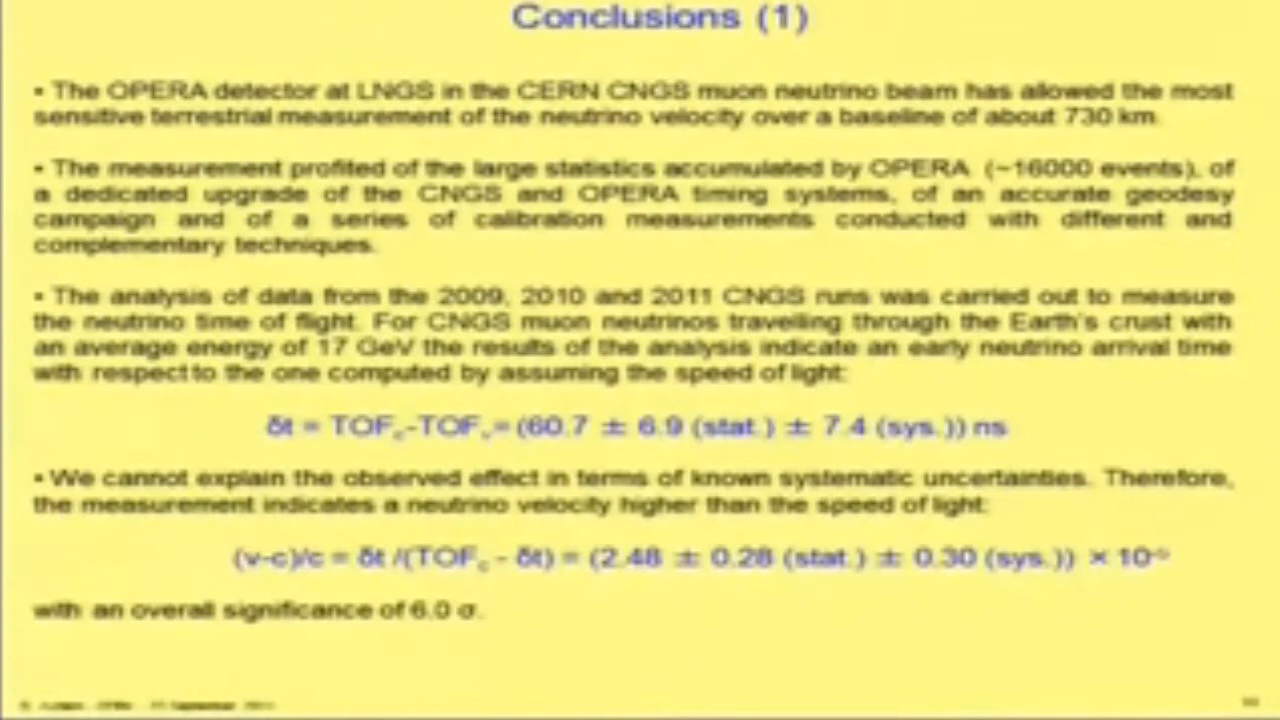 Conclusions (1)
• The OPERA detector at LNGS in the CERN CNGS muon neutrino beam has allowed the most
sensitive terrestrial measurement of the neutrino velocity over a baseline of about 730 km.
• The measurement profited of the large statistics accumulated by OPERA (~16000 events), of
a dedicated upgrade of the CNGS and OPERA timing systems, of an accurate geodesy
campaign and of a series of calibration measurements conducted with different and
complementary techniques.
• The analysis of data from the 2009, 2010 and 2011 CNGS runs was carried out to measure
the neutrino time of flight. For CNGS muon neutrinos travelling through the Earth's crust with
an average energy of 17 GeV the results of the analysis indicate an early neutrino arrival time
with respect to the one computed by assuming the speed of light:
δt = TOFc-TOFν= (60.7 ± 6.9 (stat.) ± 7.4 (sys.)) ns
• We cannot explain the observed effect in terms of known systematic uncertainties. Therefore,
the measurement indicates a neutrino velocity higher than the speed of light:
(v-c)/c = δt /(TOFc - δt) = (2.48 ± 0.28 (stat.) ± 0.30 (sys.)) × 10
with an overall significance of 6.0 σ.
September